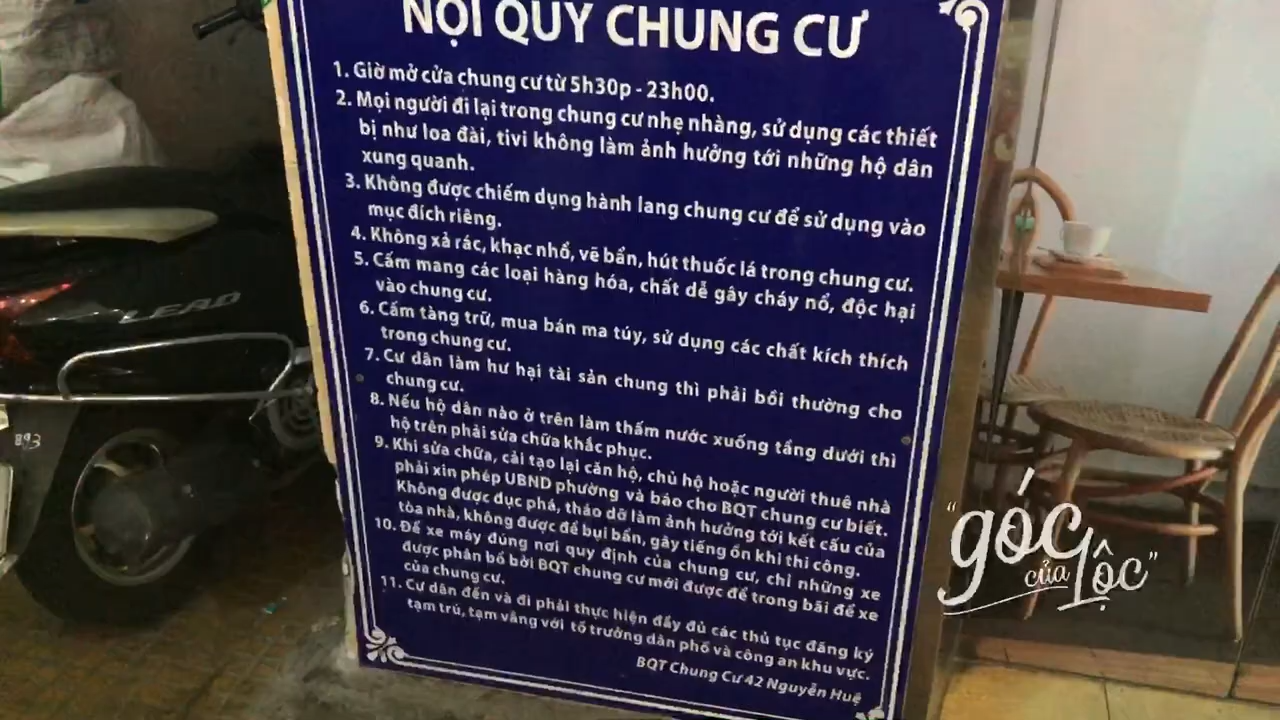 NỘI QUY CHUNG CƯ
1. Giờ mở cửa chung cư từ 5h30p - 23h00.
2. Mọi người đi lại trong chung cư nhẹ nhàng, sử dụng các thiết
bị như loa đài, tivi không làm ảnh hưởng tới những hộ dân
xung quanh.
3. Không được chiếm dụng hành lang chung cư để sử dụng vào
mục đích riêng.
4. Không xả rác, khạc nhổ, vẽ bẩn, hút thuốc lá trong chung cư.
5. Cấm mang các loại hàng hóa, chất dễ gây cháy nổ, độc hại
vào chung cư.
6. Cấm tàng trữ, mua bán ma túy, sử dụng các chất kích thích
trong chung cư.
7. Cư dân làm hư hại tài sản chung thì phải bồi thường cho
chung cư.
8. Nếu hộ dân nào ở trên làm thấm nước xuống tầng dưới thì
hộ trên phải sửa chữa khắc phục.
9. Khi sửa chữa, cải tạo lại căn hộ, chủ hộ hoặc người thuê nhà
phải xin phép UBND phường và báo cho BQT chung cư biết.
Không được đục phá, tháo dỡ làm ảnh hưởng tới kết cấu của
tòa nhà, không được để bụi bẩn, gây tiếng ồn khi thi công.
10. Để xe máy đúng nơi quy định của chung cư, chỉ những xe
được phân bổ bởi BQT chung cư mới được để trong bãi để xe
của chung cư.
11. Cư dân đến và đi phải thực hiện đầy đủ các thủ tục đăng ký
tạm trú, tạm vắng với tổ trưởng dân phố và công an khu vực.
BQT Chung Cư 42 Nguyễn Huệ
LEAD
893
"góc của Lộc"